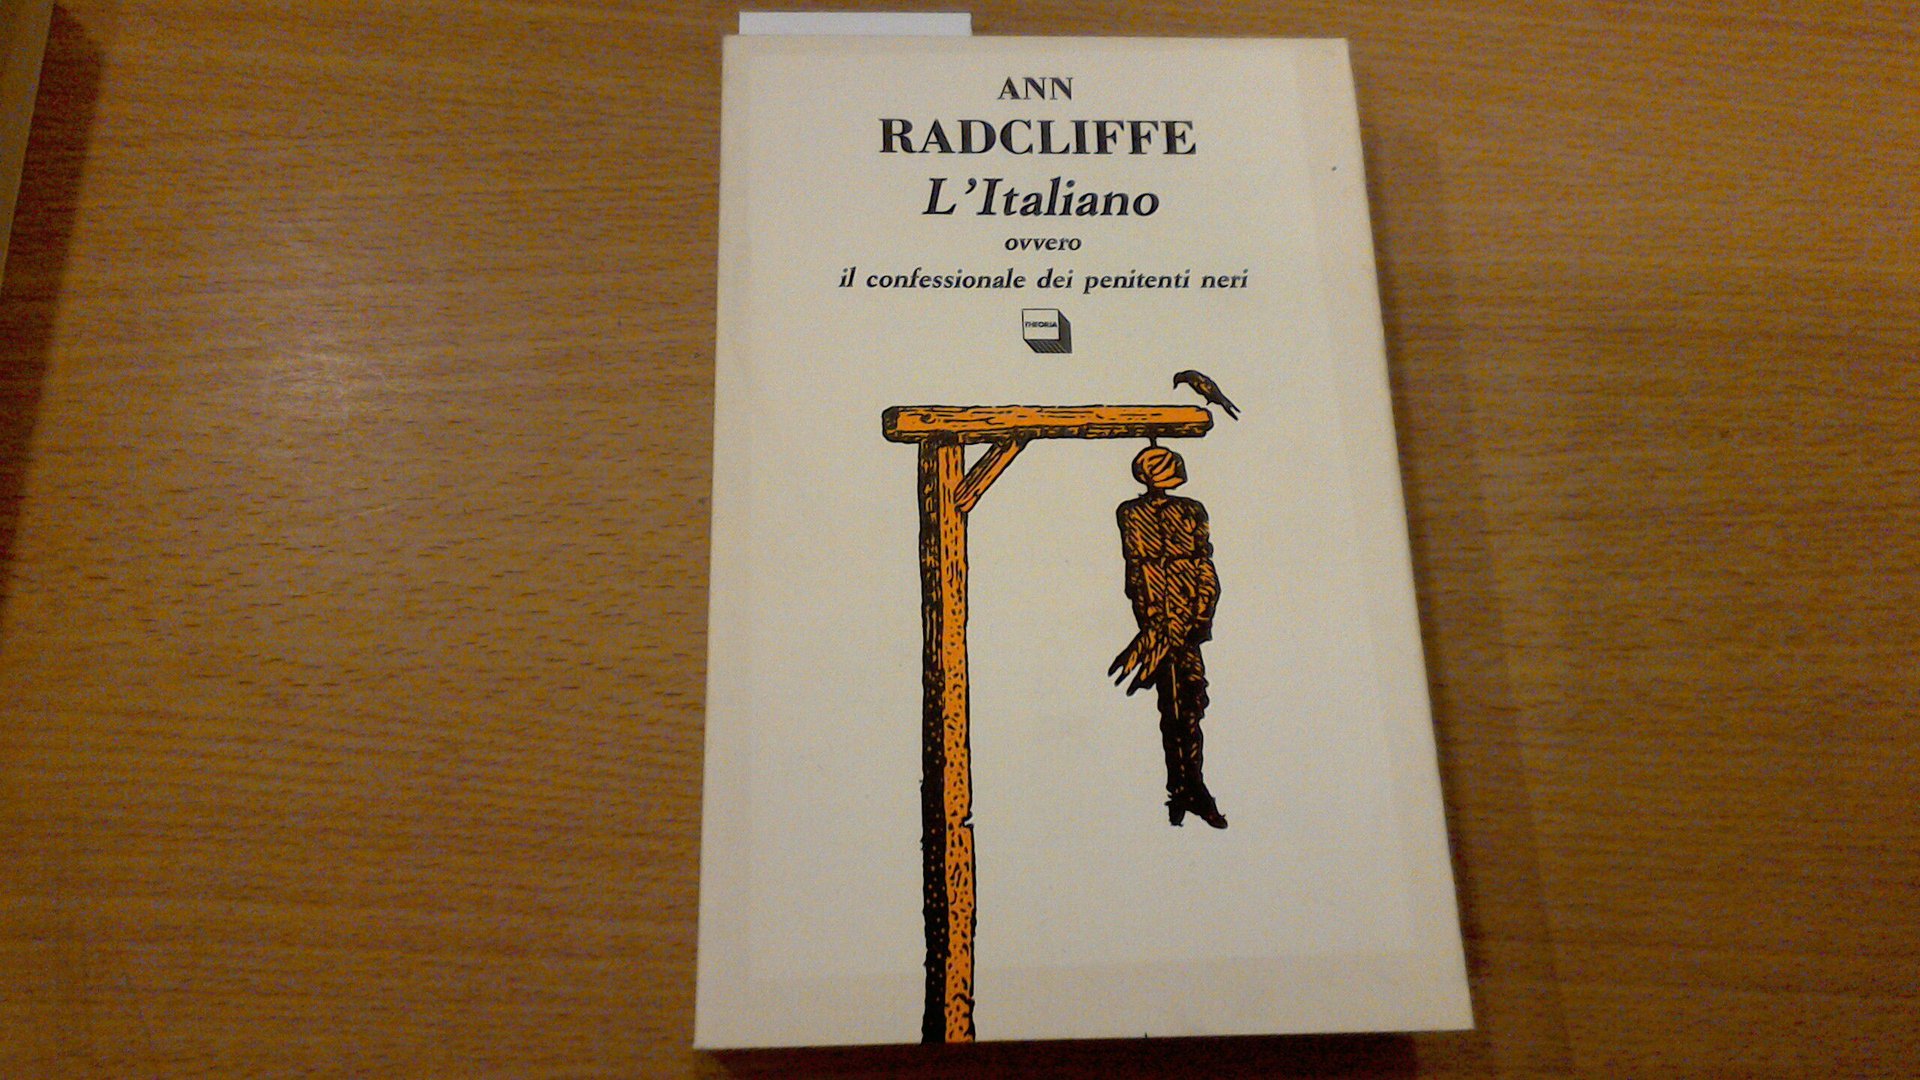 ANN
RADCLIFFE
L'Italiano
ovvero
il confessionale dei penitenti neri
THEORIA